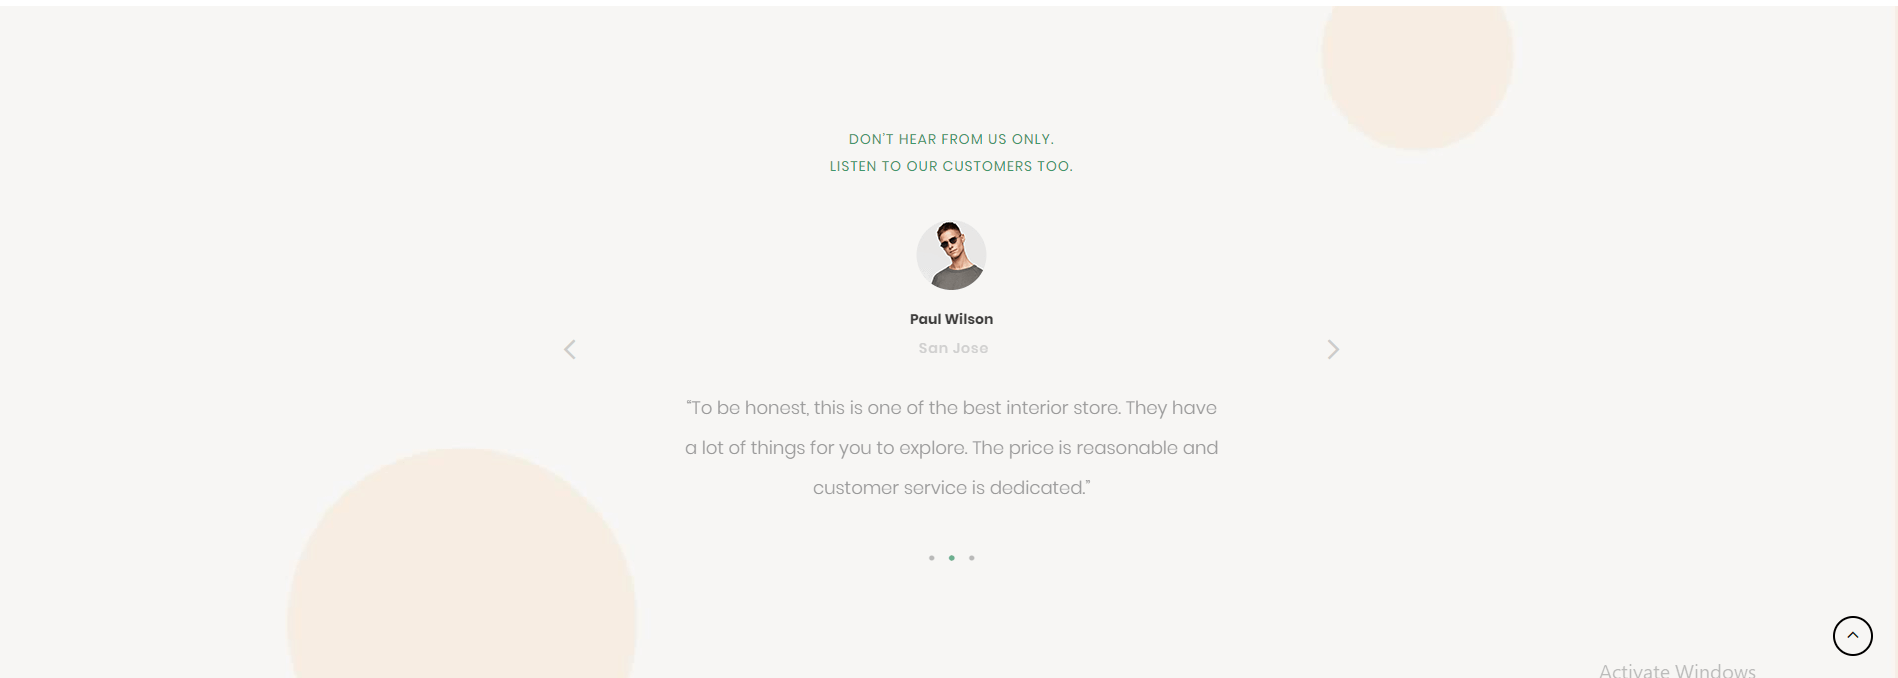 DON'T HEAR FROM US ONLY.
LISTEN TO OUR CUSTOMERS TOO.
Paul Wilson
San Jose
“To be honest, this is one of the best interior store. They have
a lot of things for you to explore. The price is reasonable and
customer service is dedicated.”
Activate Windows